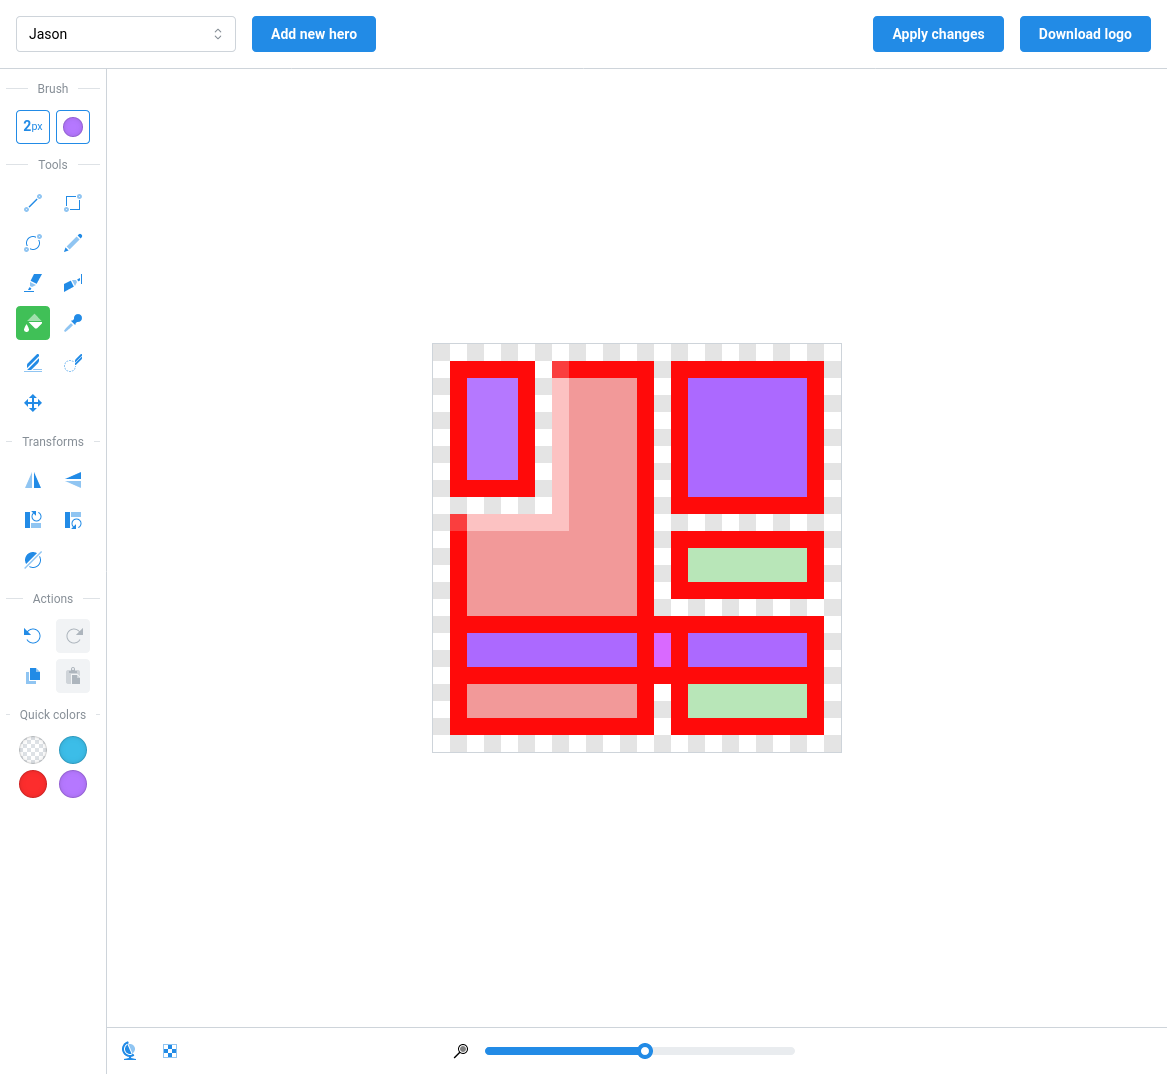 Jason
Add new hero
Apply changes
Download logo
Brush
2px
Tools
Transforms
Actions
Quick colors